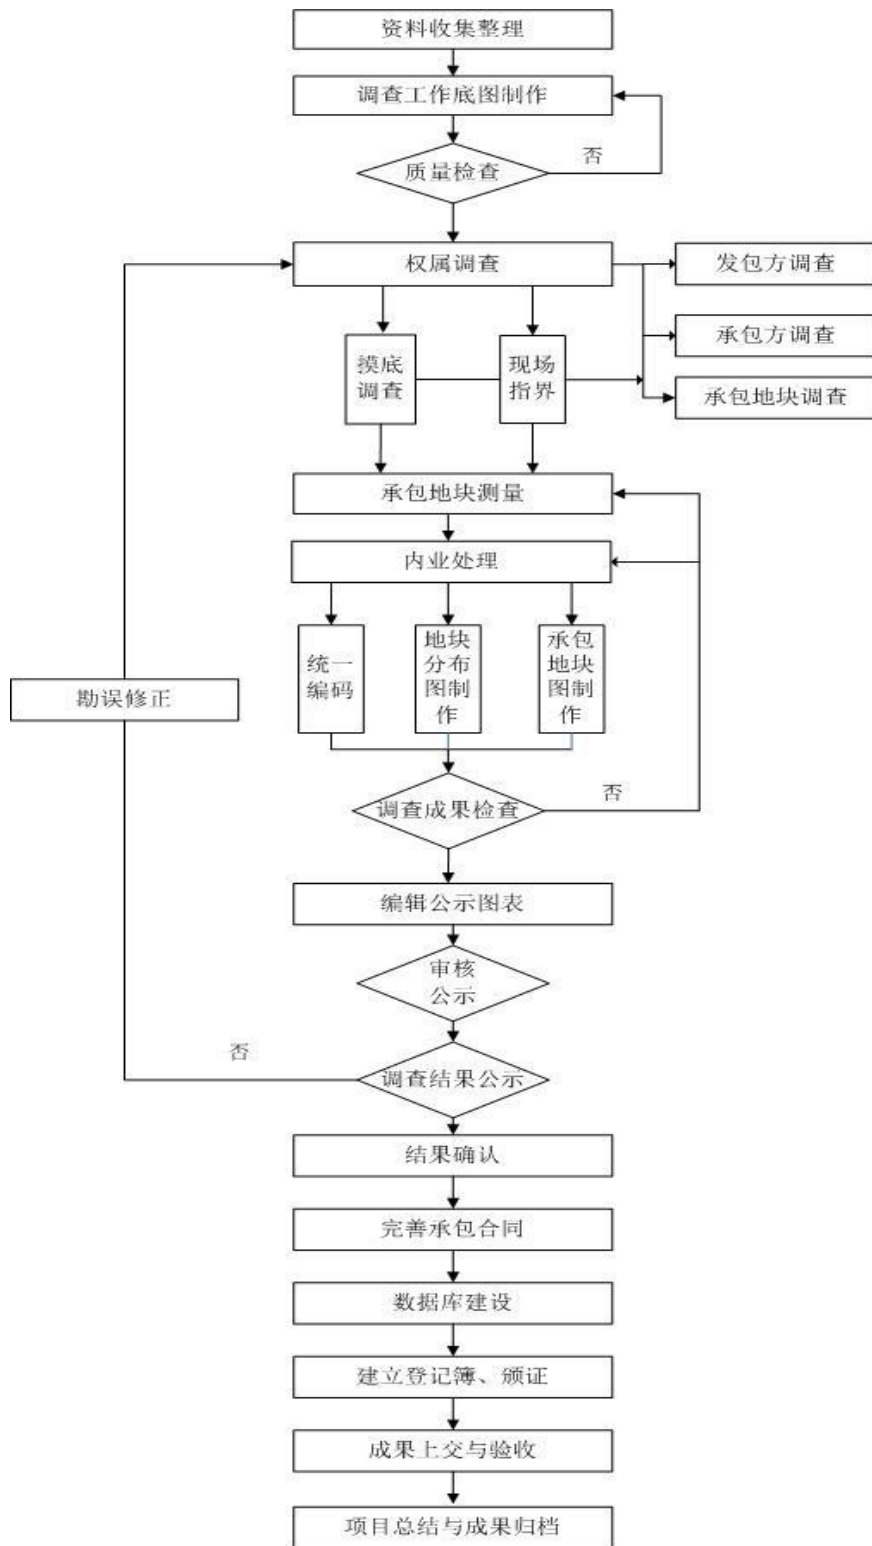 资料收集整理
调查工作底图制作
否
质量检查
权属调查
发包方调查
承包方调查
摸底
调查
现场
指界
承包地块调查
承包地块测量
内业处理
统一
编码
地块
分布
图制
作
承包
地块
图制
作
勘误修正
调查成果检查
否
编辑公示图表
审核
公示
否
调查结果公示
结果确认
完善承包合同
数据库建设
建立登记簿、颁证
成果上交与验收
项目总结与成果归档